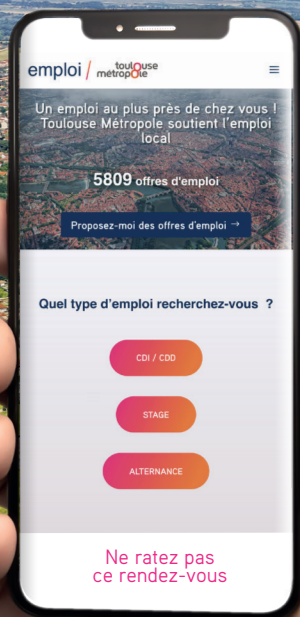 emploi / toulouse
métropole
Un emploi au plus près de chez vous !
Toulouse Métropole soutient l'emploi
local
5809 offres d'emploi
Proposez-moi des offres d'emploi →
Quel type d'emploi recherchez-vous ?
CDI / CDD
STAGE
ALTERNANCE
Ne ratez pas
ce rendez-vous